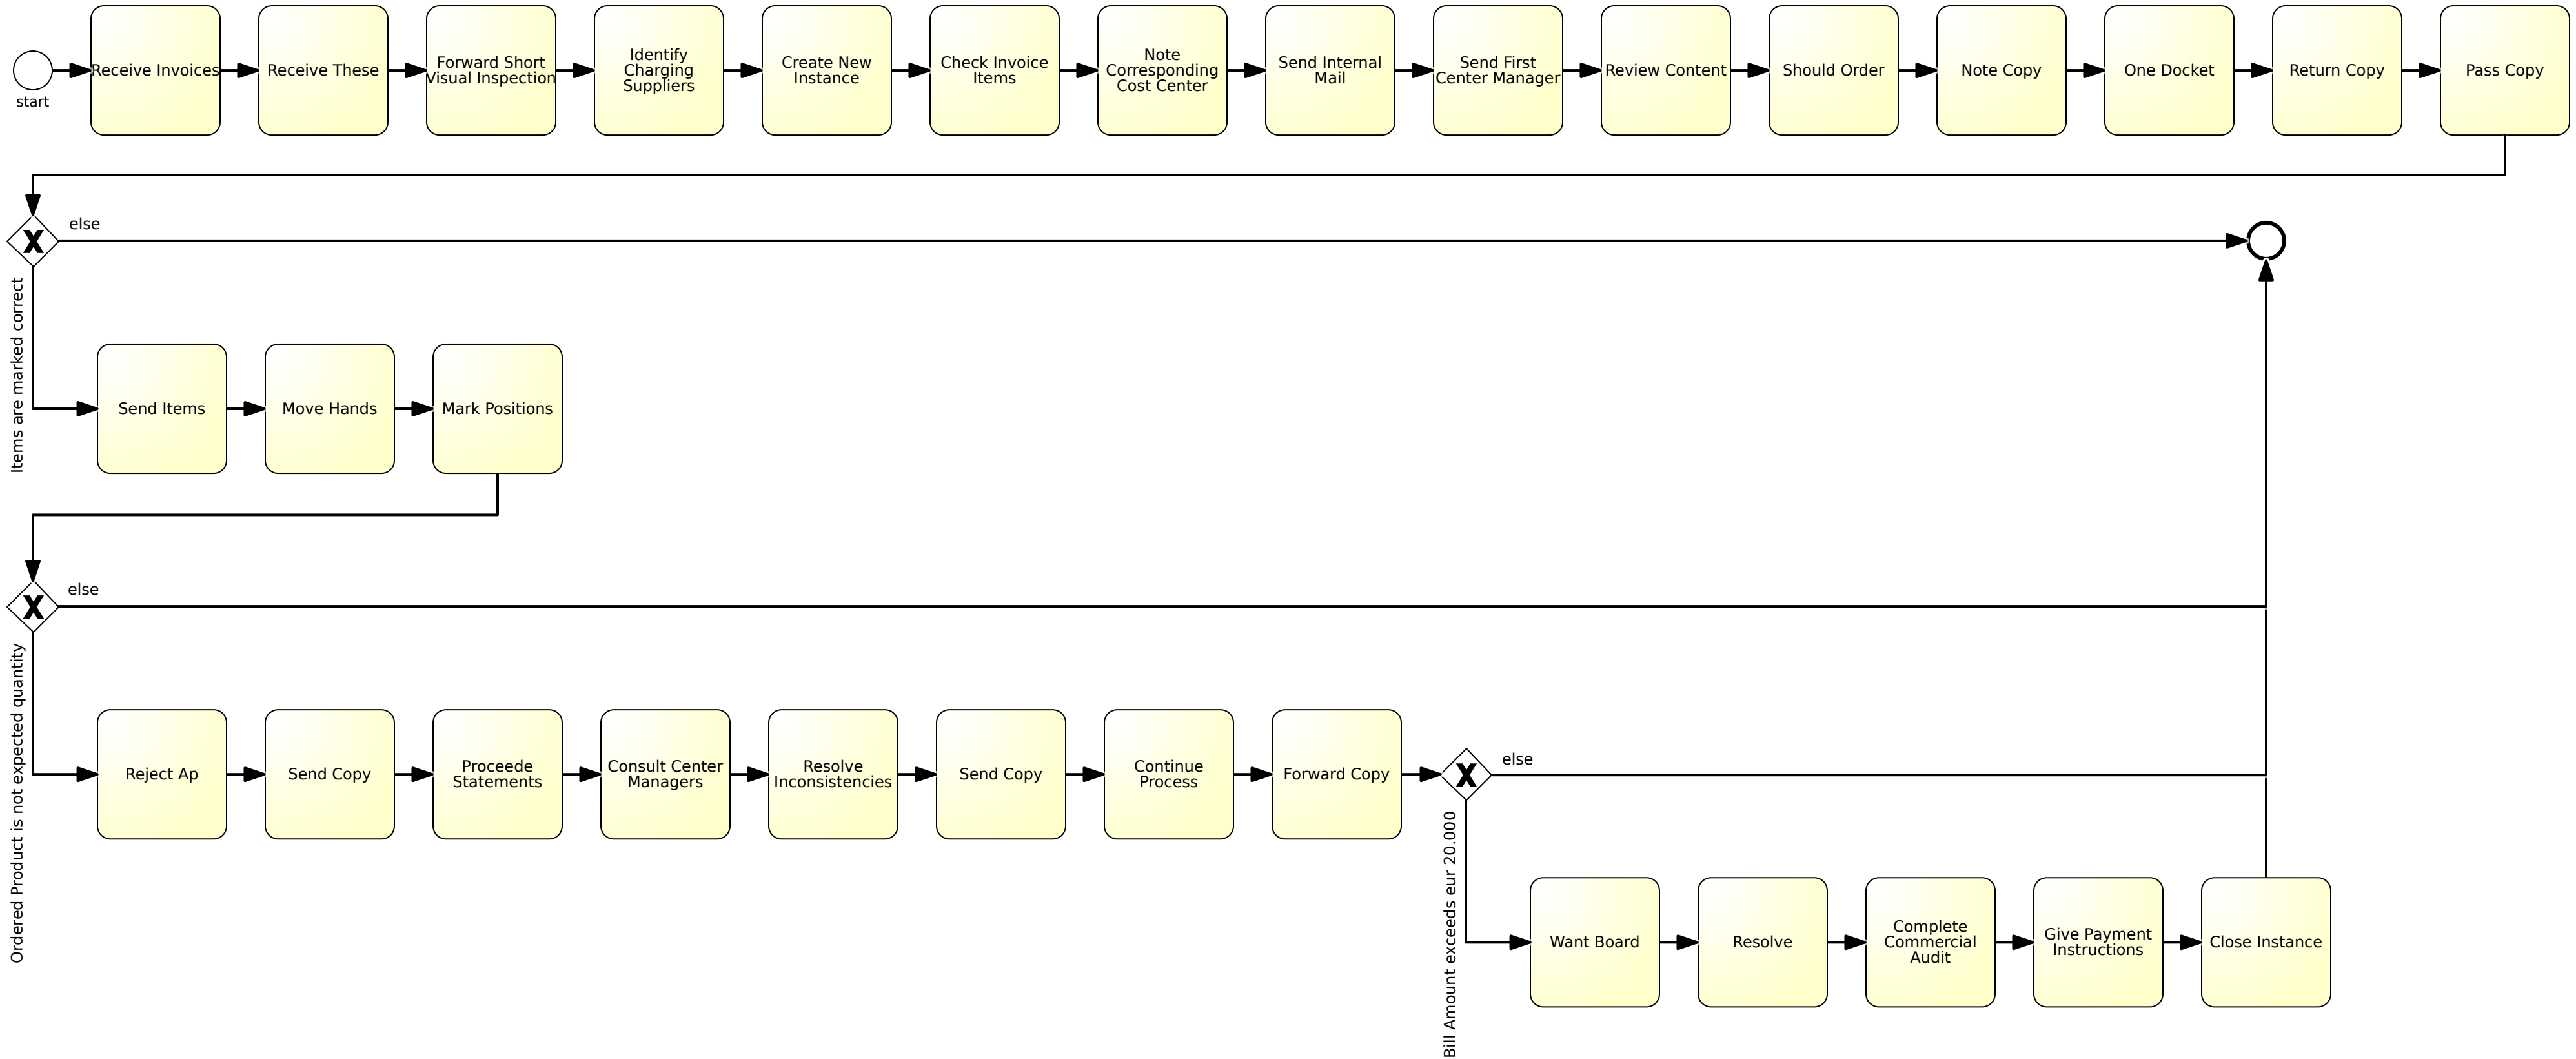 Receive Invoices
Receive These
Forward Short
Visual Inspection
Identify
Charging
Suppliers
Create New
Instance
Check Invoice
Items
Note
Corresponding
Cost Center
Send Internal
Mail
Send First
Center Manager
Review Content
Should Order
Note Copy
One Docket
Return Copy
Pass Copy
start
else
Items are marked correct
Send Items
Move Hands
Mark Positions
else
Ordered Product is not expected quantity
Reject Ap
Send Copy
Proceede
Statements
Consult Center
Managers
Resolve
Inconsistencies
Send Copy
Continue
Process
Forward Copy
else
Bill Amount exceeds eur 20.000
Want Board
Resolve
Complete
Commercial
Audit
Give Payment
Instructions
Close Instance